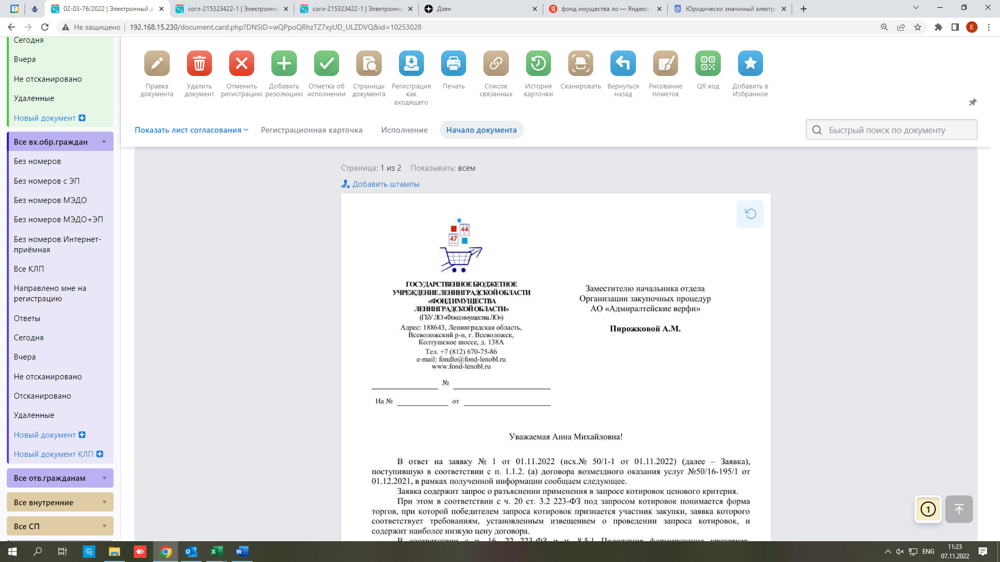 02-03-76/2022 | Электронный д
согл-215323422-1 | Электроннь
согл-215323422-1 | Электроннь
Дзен
фонд имущества ло — Яндекс:
Юридически значимый электро
Не защищено
192.168.15.230/document.card.php?DNSID=wQPpoQRhzTZ7xyUD_ULZDVQ&id=10253028
E
Сегодня
Вчера
Не отсканировано
Удаленные
Новый документ
Все вх.обр.граждан
Без номеров
Без номеров с ЭП
Без номеров МЭДО
Без номеров МЭДО+ЭП
Без номеров Интернет-
приёмная
Все КЛП
Направлено мне на
регистрацию
Ответы
Сегодня
Вчера
Не отсканировано
Отсканировано
Удаленные
Новый документ
Новый документ КЛП
Все отв.гражданам
Все внутренние
Все СП
Правка
документа
Удалить
документ
Отменить
регистрацию
Добавить
резолюцию
Отметка об
исполнении
Страницы
документа
Регистрация
как
входящего
Печать
Список
связанных
История
карточки
Сканировать
Вернуться
назад
Рисование
пометок
QR код
Добавить в
Избранное
Показать лист согласования
Регистрационная карточка
Исполнение
Начало документа
Быстрый поиск по документу
Страница: 1 из 2 Показывать: всем
Добавить штампы
44
47
ГОСУДАРСТВЕННОЕ БЮДЖЕТНОЕ
УЧРЕЖДЕНИЕ ЛЕНИНГРАДСКОЙ ОБЛАСТИ
«ФОНД ИМУЩЕСТВА
ЛЕНИНГРАДСКОЙ ОБЛАСТИ»
(ГБУ ЛО «Фонд имущества ЛО»)
Адрес: 188643, Ленинградская область,
Всеволожский р-н, г. Всеволожск,
Колтушское шоссе, д. 138А
Тел. +7 (812) 670-75-86
e-mail: fondlo@fond-lenobl.ru
www.fond-lenobl.ru
№
На № от
Заместителю начальника отдела
Организации закупочных процедур
АО «Адмиралтейские верфи»
Пирожковой А.М.
Уважаемая Анна Михайловна!
В ответ на заявку № 1 от 01.11.2022 (исх.№ 50/1-1 от 01.11.2022) (далее – Заявка),
поступившую в соответствии с п. 1.1.2. (а) договора возмездного оказания услуг №50/16-195/1 от
01.12.2021, в рамках полученной информации сообщаем следующее.
Заявка содержит запрос о разъяснении применения в запросе котировок ценового критерия.
При этом в соответствии с ч. 20 ст. 3.2 223-ФЗ под запросом котировок понимается форма
торгов, при которой победителем запроса котировок признается участник закупки, заявка которого
соответствует требованиям, установленным извещением о проведении запроса котировок, и
содержит наиболее низкую цену договора.
В соответствии с ч. 16, 22 223-ФЗ и п. 8.5.1 Положения формирование критериев,
1
ENG
11:23
07.11.2022